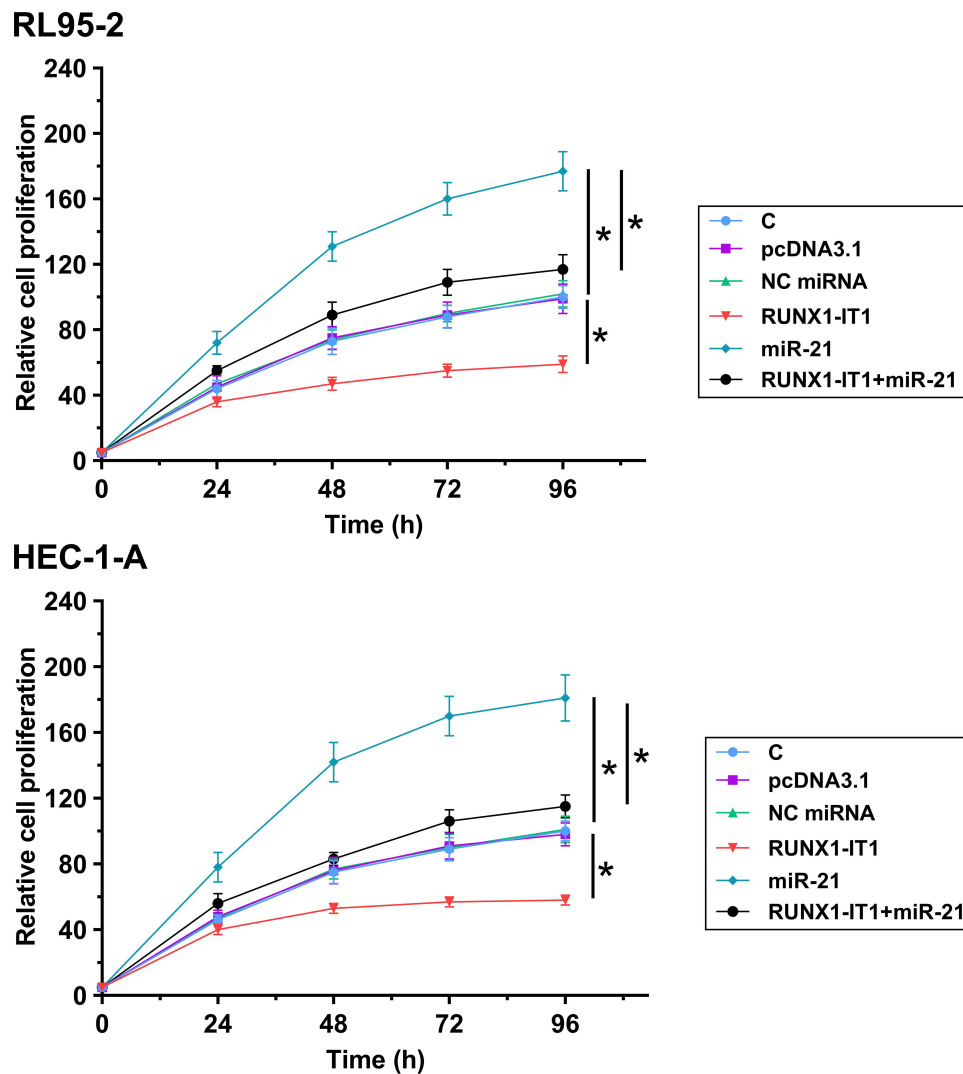 RL95-2
240
200
160
120
80
40
0
Relative cell proliferation
0 24 48 72 96
Time (h)
*
*
*
C
pcDNA3.1
NC miRNA
RUNX1-IT1
miR-21
RUNX1-IT1+miR-21
HEC-1-A
240
200
160
120
80
40
0
Relative cell proliferation
0 24 48 72 96
Time (h)
*
*
*
C
pcDNA3.1
NC miRNA
RUNX1-IT1
miR-21
RUNX1-IT1+miR-21